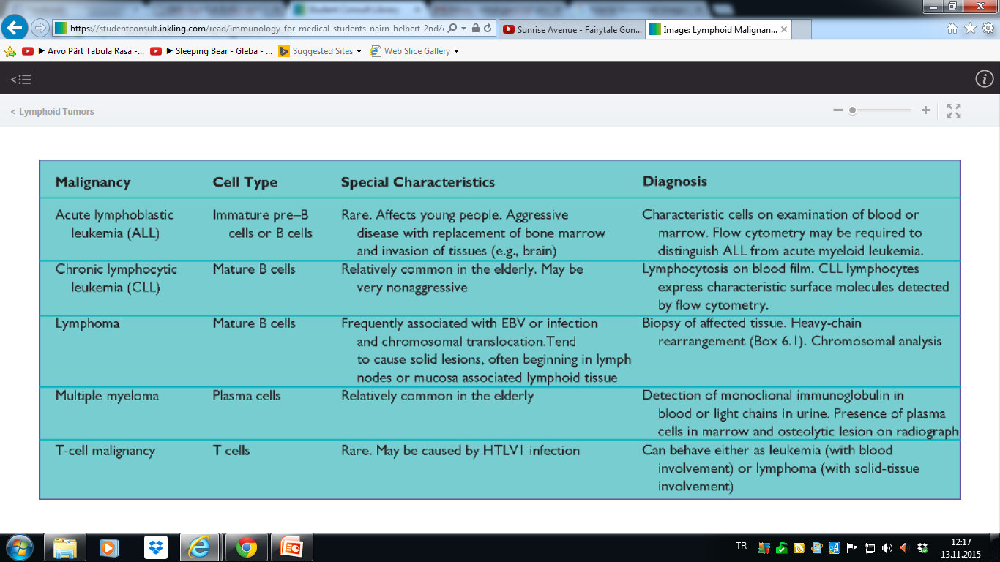 https://studentconsult.inkling.com/read/immunology-for-medical-students-nairn-helbert-2nd/
Sunrise Avenue - Fairytale Gon...
Image: Lymphoid Malignan...
Arvo Pärt Tabula Rasa -...
Sleeping Bear - Gleba - ...
Suggested Sites
Web Slice Gallery
< Lymphoid Tumors
Malignancy Cell Type Special Characteristics Diagnosis
Acute lymphoblastic Immature pre–B Rare. Affects young people. Aggressive Characteristic cells on examination of blood or
leukemia (ALL) cells or B cells disease with replacement of bone marrow marrow. Flow cytometry may be required to
and invasion of tissues (e.g., brain) distinguish ALL from acute myeloid leukemia.
Chronic lymphocytic Mature B cells Relatively common in the elderly. May be Lymphocytosis on blood film. CLL lymphocytes
leukemia (CLL) very nonaggressive express characteristic surface molecules detected
by flow cytometry.
Lymphoma Mature B cells Frequently associated with EBV or infection Biopsy of affected tissue. Heavy-chain
and chromosomal translocation.Tend rearrangement (Box 6.1). Chromosomal analysis
to cause solid lesions, often beginning in lymph
nodes or mucosa associated lymphoid tissue
Multiple myeloma Plasma cells Relatively common in the elderly Detection of monoclional immunoglobulin in
blood or light chains in urine. Presence of plasma
cells in marrow and osteolytic lesion on radiograph
T-cell malignancy T cells Rare. May be caused by HTLV1 infection Can behave either as leukemia (with blood
involvement) or lymphoma (with solid-tissue
involvement)
TR
12:17
13.11.2015